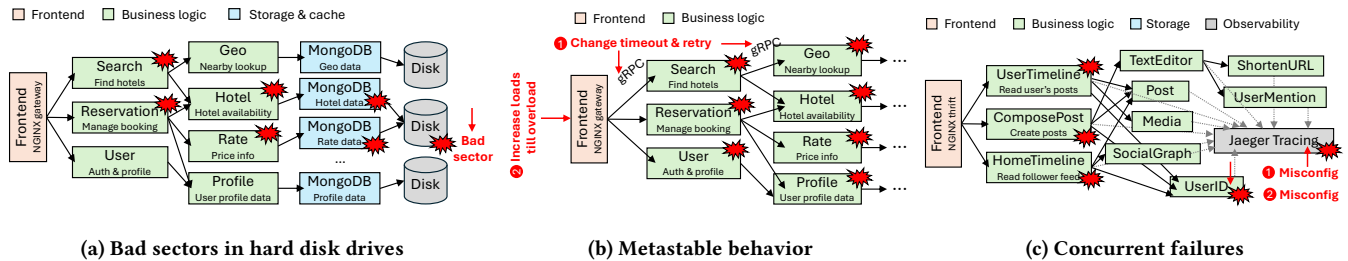 Frontend
Business logic
Storage & cache
Frontend
NGINX gateway
Search
Find hotels
Reservation
Manage booking
User
Auth & profile
Geo
Nearby lookup
Hotel
Hotel availability
Rate
Price info
Profile
User profile data
MongoDB
Geo data
MongoDB
Hotel data
MongoDB
Rate data
...
MongoDB
Profile data
Disk
Disk
Disk
Bad
sector
(a) Bad sectors in hard disk drives
Frontend
Business logic
1 Change timeout & retry
2 Increase loads
till overload
Frontend
NGINX gateway
gRPC
gRPC
Search
Find hotels
Reservation
Manage booking
User
Auth & profile
Geo
Nearby lookup
Hotel
Hotel availability
Rate
Price info
Profile
User profile data
...
...
...
...
(b) Metastable behavior
Frontend
Business logic
Storage
Observability
Frontend
NGINX thrift
UserTimeline
Read user's posts
ComposePost
Create posts
HomeTimeline
Read follower feed
TextEditor
Post
Media
SocialGraph
UserID
ShortenURL
UserMention
Jaeger Tracing
1 Misconfig
2 Misconfig
(c) Concurrent failures